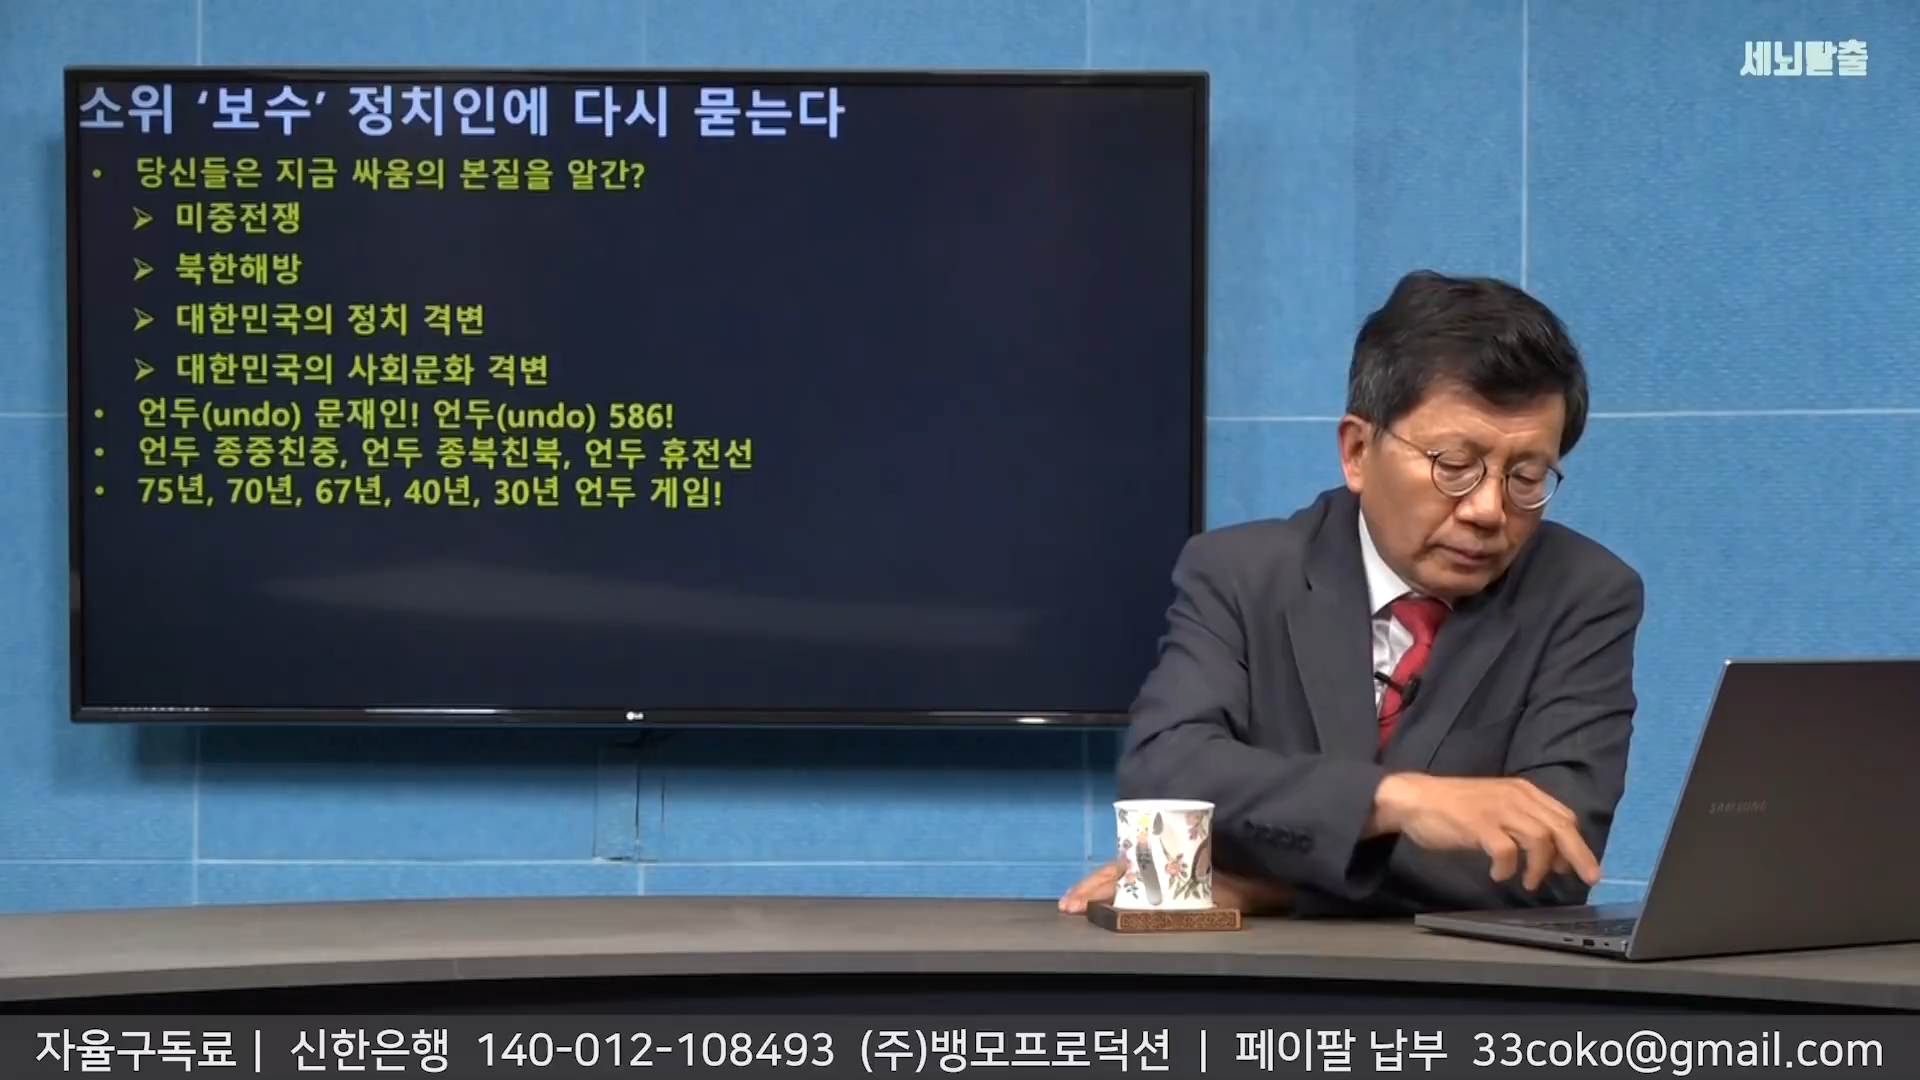 세뇌탈출
소위 ‘보수’ 정치인에 다시 묻는다
• 당신들은 지금 싸움의 본질을 알간?
➢ 미중전쟁
➢ 북한해방
➢ 대한민국의 정치 격변
➢ 대한민국의 사회문화 격변
• 언두(undo) 문재인! 언두(undo) 586!
• 언두 종중친중, 언두 종북친북, 언두 휴전선
• 75년, 70년, 67년, 40년, 30년 언두 게임!
LG
SAMSUNG
자율구독료 | 신한은행 140-012-108493 (주)뱅모프로덕션 | 페이팔 납부 33coko@gmail.com